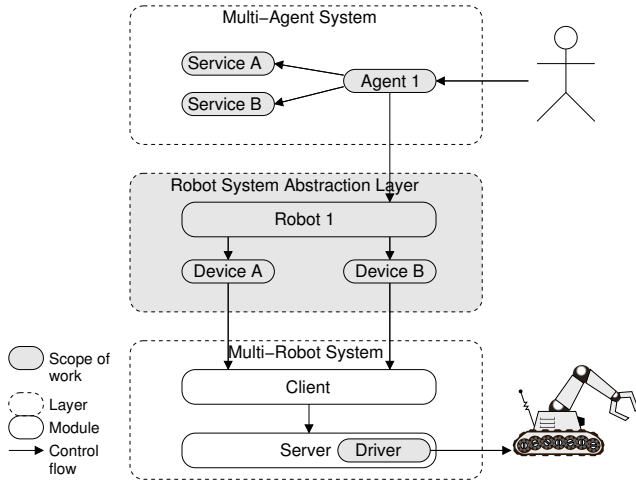 Multi−Agent System
Service A
Agent 1
Service B
Robot System Abstraction Layer
Robot 1
Device A
Device B
Multi−Robot System
Client
Server
Driver
Scope of
work
Layer
Module
Control
flow